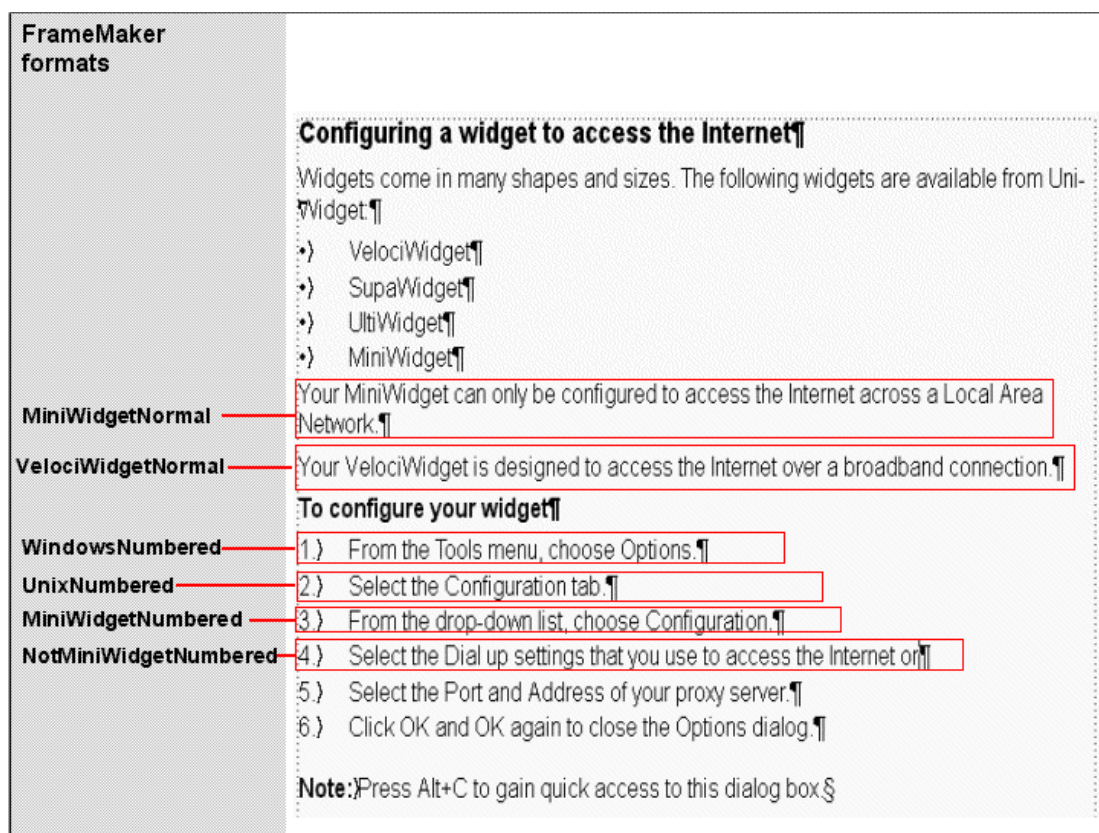 FrameMaker
formats
Configuring a widget to access the Internet¶
Widgets come in many shapes and sizes. The following widgets are available from Uni-
Widget:¶
•⟩ VelociWidget¶
•⟩ SupaWidget¶
•⟩ UltiWidget¶
•⟩ MiniWidget¶
MiniWidgetNormal
Your MiniWidget can only be configured to access the Internet across a Local Area
Network.¶
VelociWidgetNormal
Your VelociWidget is designed to access the Internet over a broadband connection.¶
To configure your widget¶
WindowsNumbered 1.⟩ From the Tools menu, choose Options.¶
UnixNumbered 2.⟩ Select the Configuration tab.¶
MiniWidgetNumbered 3.⟩ From the drop-down list, choose Configuration.¶
NotMiniWidgetNumbered 4.⟩ Select the Dial up settings that you use to access the Internet or¶
5.⟩ Select the Port and Address of your proxy server.¶
6.⟩ Click OK and OK again to close the Options dialog.¶
Note:⟩Press Alt+C to gain quick access to this dialog box.§